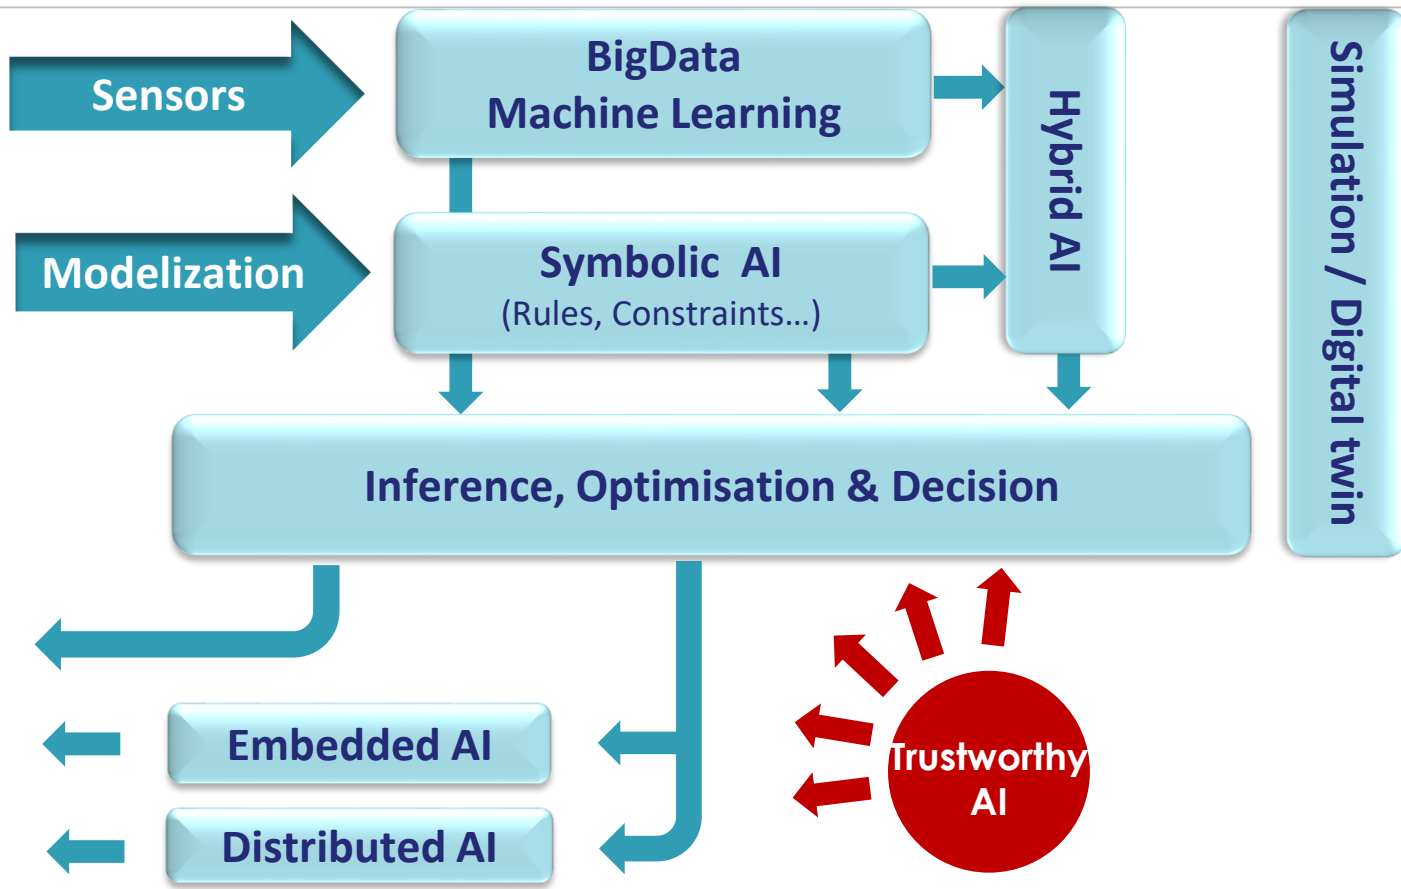 Sensors
BigData
Machine Learning
Hybrid AI
Simulation / Digital twin
Modelization
Symbolic AI
(Rules, Constraints…)
Inference, Optimisation & Decision
Embedded AI
Distributed AI
Trustworthy
AI